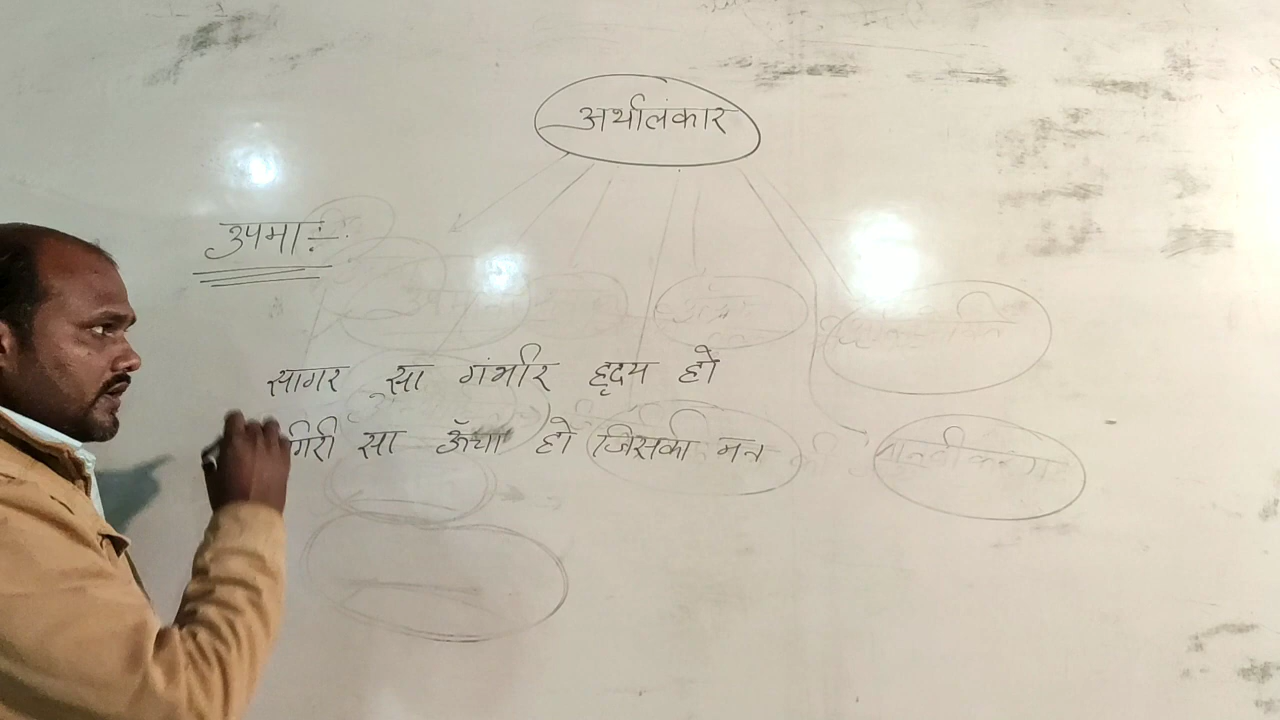 अर्थालंकार
उपमा :-
सागर सा गंभीर हृदय हो
गिरी सा ऊँचा हो जिसका मन